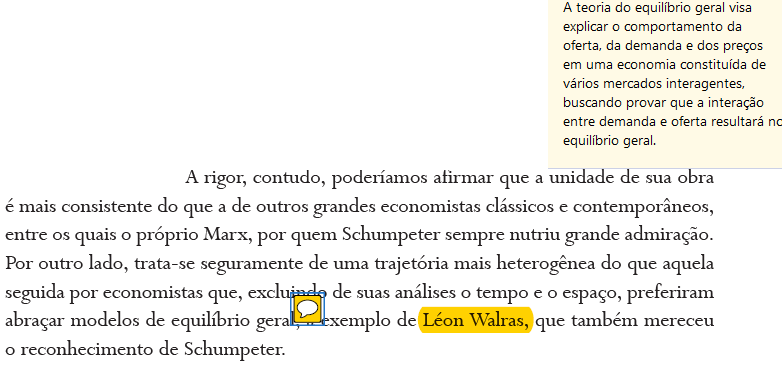 A teoria do equilíbrio geral visa
explicar o comportamento da
oferta, da demanda e dos preços
em uma economia constituída de
vários mercados interagentes,
buscando provar que a interação
entre demanda e oferta resultará no
equilíbrio geral.
A rigor, contudo, poderíamos afirmar que a unidade de sua obra
é mais consistente do que a de outros grandes economistas clássicos e contemporâneos,
entre os quais o próprio Marx, por quem Schumpeter sempre nutriu grande admiração.
Por outro lado, trata-se seguramente de uma trajetória mais heterogênea do que aquela
seguida por economistas que, excluindo de suas análises o tempo e o espaço, preferiram
abraçar modelos de equilíbrio geral, a exemplo de Léon Walras, que também mereceu
o reconhecimento de Schumpeter.